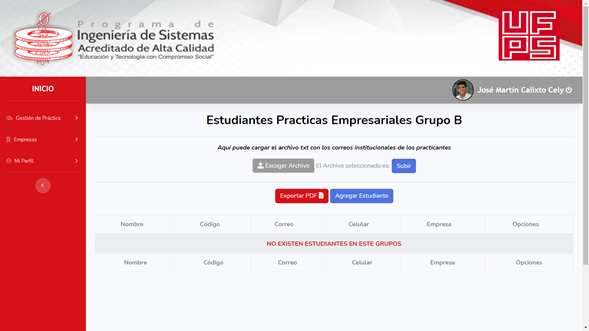 Programa de
Ingeniería de Sistemas
Acreditado de Alta Calidad
"Educación y Tecnología con Compromiso Social"
UF
PS
INICIO
José Martín Calixto Cely
Gestión de Práctica
Empresas
Mi Perfil
Estudiantes Practicas Empresariales Grupo B
Aquí puede cargar el archivo txt con los correos institucionales de los practicantes
Escoger Archivo El Archivo seleccionado es: Subir
Exportar PDF Agregar Estudiante
Nombre Código Correo Celular Empresa Opciones
NO EXISTEN ESTUDIANTES EN ESTE GRUPOS
Nombre Código Correo Celular Empresa Opciones